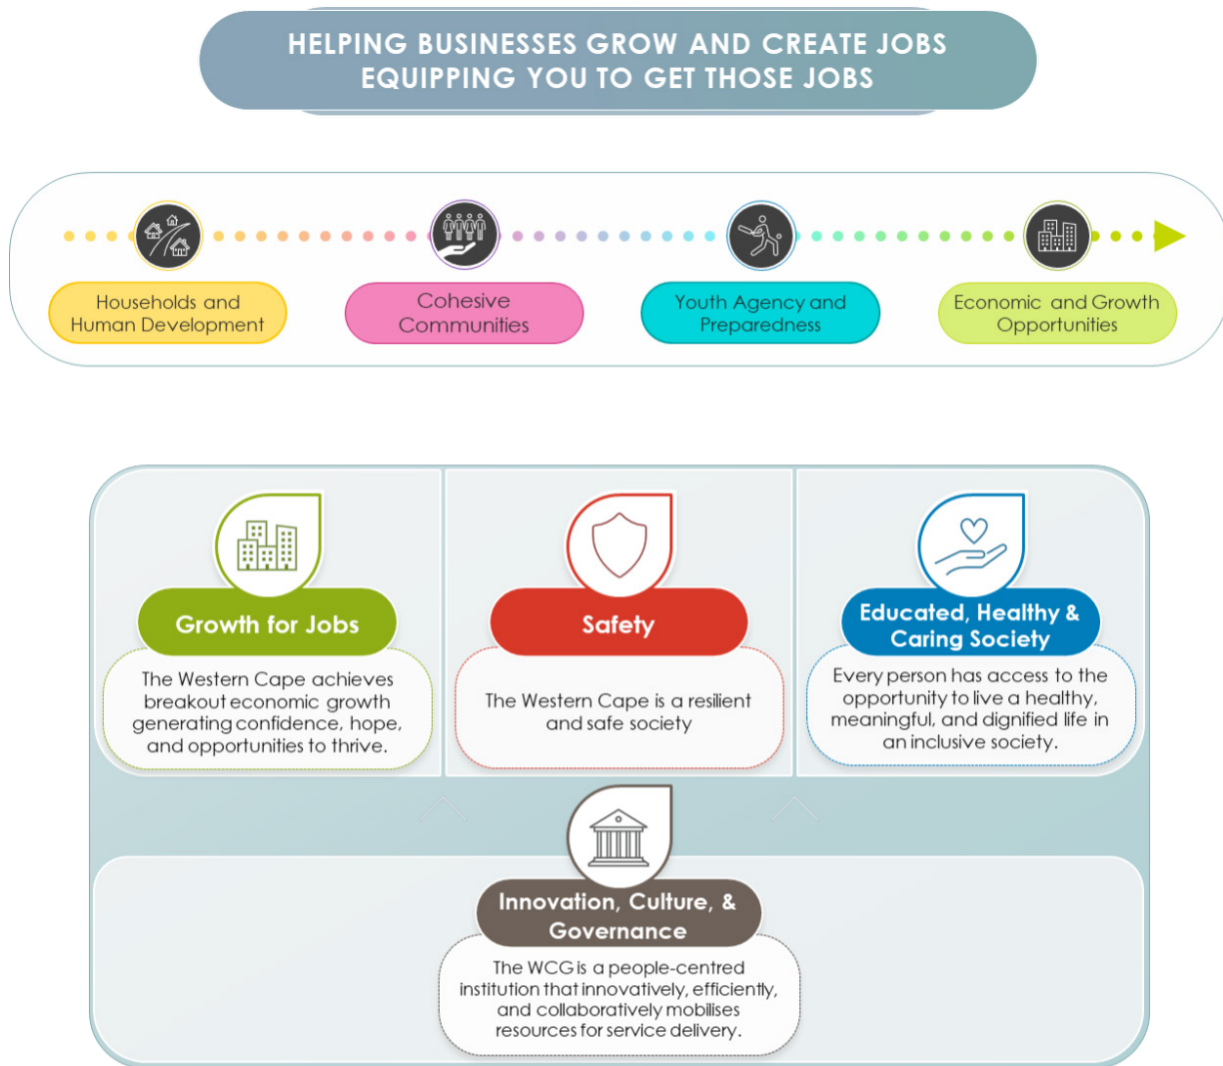 HELPING BUSINESSES GROW AND CREATE JOBS
EQUIPPING YOU TO GET THOSE JOBS
Households and
Human Development
Cohesive
Communities
Youth Agency and
Preparedness
Economic and Growth
Opportunities
Growth for Jobs
The Western Cape achieves
breakout economic growth
generating confidence, hope,
and opportunities to thrive.
Safety
The Western Cape is a resilient
and safe society
Educated, Healthy &
Caring Society
Every person has access to the
opportunity to live a healthy,
meaningful, and dignified life in
an inclusive society.
Innovation, Culture, &
Governance
The WCG is a people-centred
institution that innovatively, efficiently,
and collaboratively mobilises
resources for service delivery.